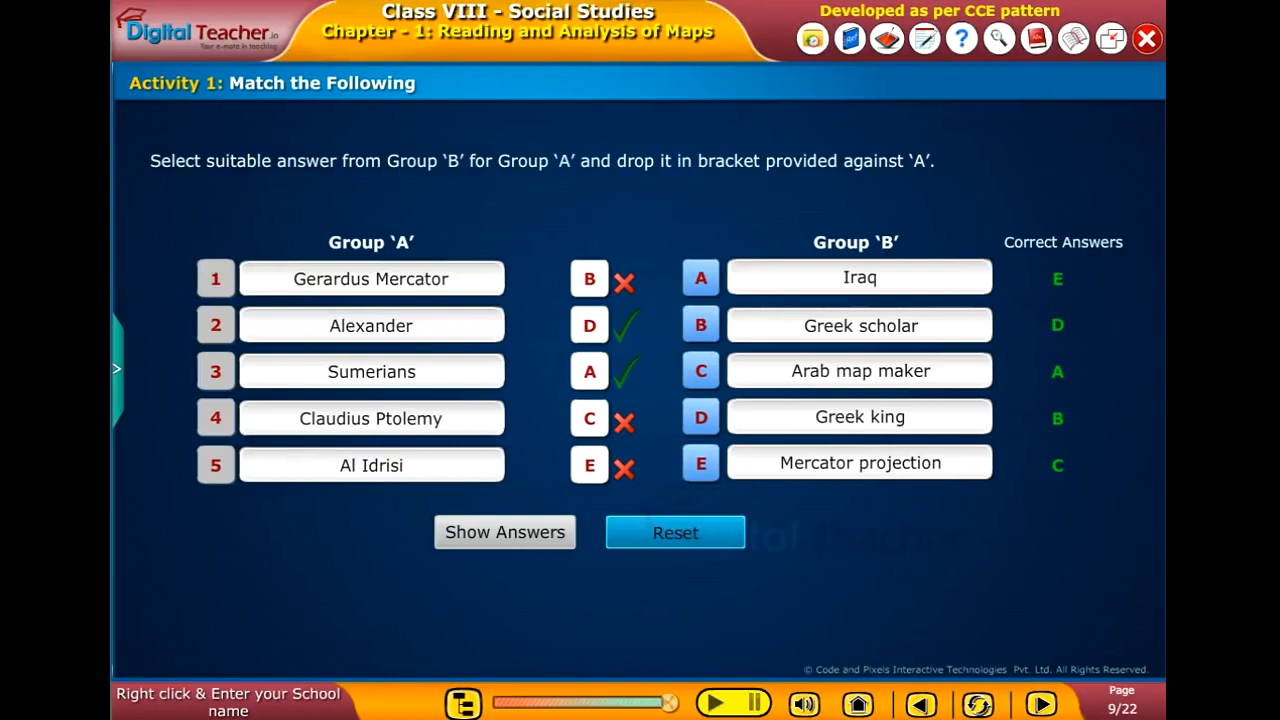 Digital Teacher.in
Your e-mate in teaching
Class VIII - Social Studies
Chapter - 1: Reading and Analysis of Maps
Developed as per CCE pattern
Activity 1: Match the Following
Select suitable answer from Group ‘B’ for Group ‘A’ and drop it in bracket provided against ‘A’.
Group ‘A’ Group ‘B’ Correct Answers
1 Gerardus Mercator B A Iraq E
2 Alexander D B Greek scholar D
3 Sumerians A C Arab map maker A
4 Claudius Ptolemy C D Greek king B
5 Al Idrisi E E Mercator projection C
Show Answers Reset
© Code and Pixels Interactive Technologies Pvt. Ltd. All Rights Reserved.
Right click & Enter your School
name
Page
9/22